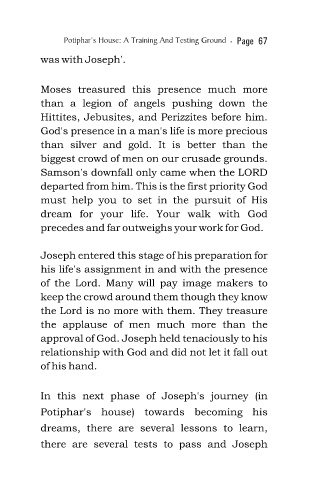 Potiphar's House: A Training And Testing Ground . Page 67
was with Joseph'.
Moses treasured this presence much more
than a legion of angels pushing down the
Hittites, Jebusites, and Perizzites before him.
God's presence in a man's life is more precious
than silver and gold. It is better than the
biggest crowd of men on our crusade grounds.
Samson's downfall only came when the LORD
departed from him. This is the first priority God
must help you to set in the pursuit of His
dream for your life. Your walk with God
precedes and far outweighs your work for God.
Joseph entered this stage of his preparation for
his life's assignment in and with the presence
of the Lord. Many will pay image makers to
keep the crowd around them though they know
the Lord is no more with them. They treasure
the applause of men much more than the
approval of God. Joseph held tenaciously to his
relationship with God and did not let it fall out
of his hand.
In this next phase of Joseph's journey (in
Potiphar's house) towards becoming his
dreams, there are several lessons to learn,
there are several tests to pass and Joseph